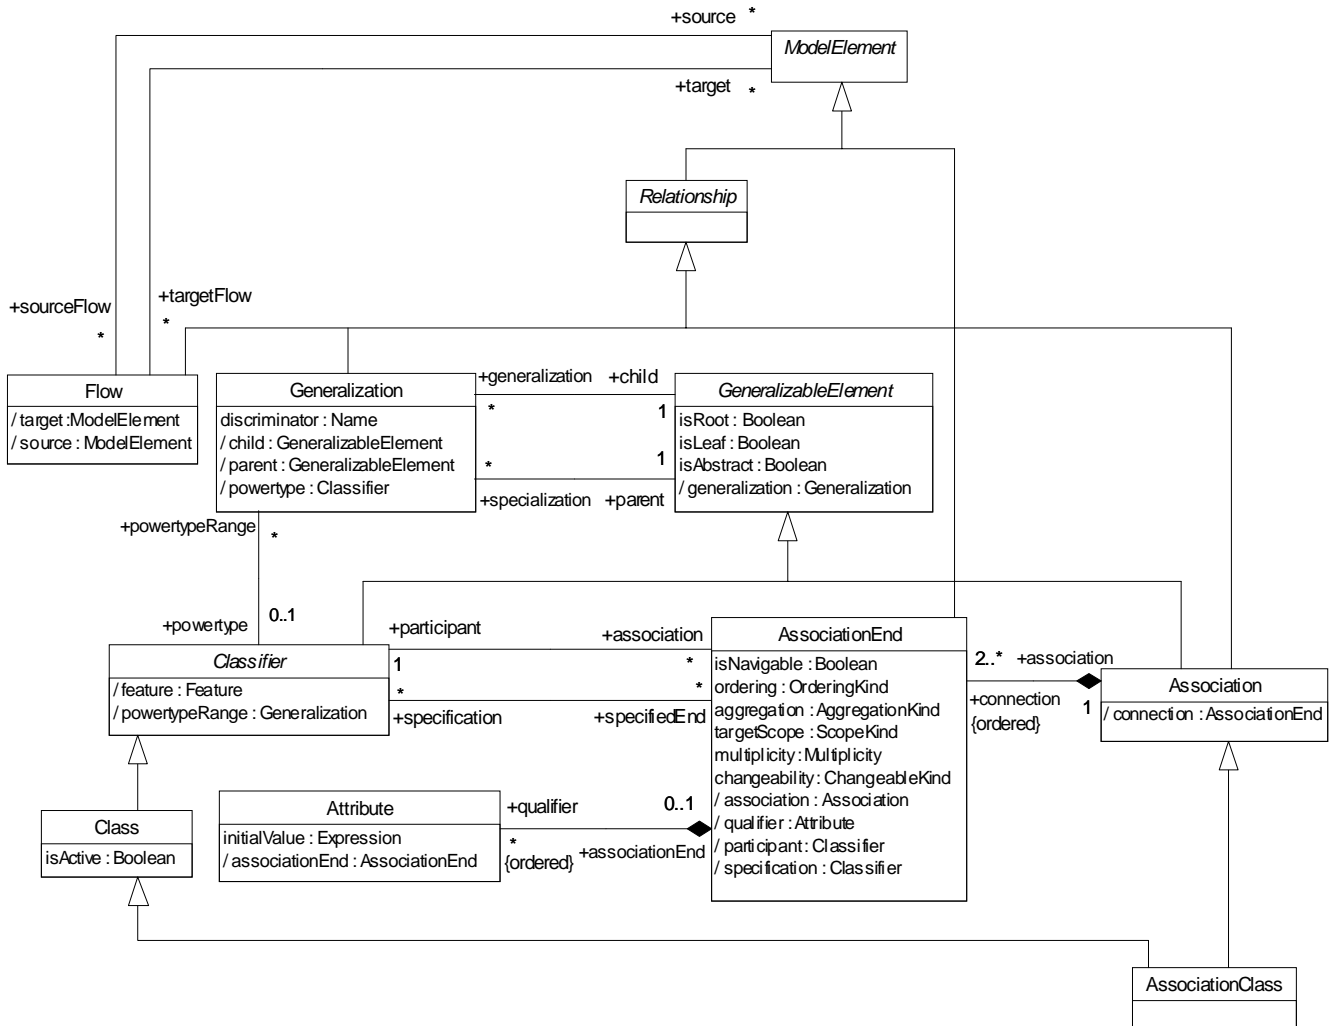 +source *
ModelElement
+target *
Relationship
+sourceFlow
*
+targetFlow
*
Flow
/ target :ModelElement
/ source : ModelElement
Generalization
discriminator : Name
/ child : GeneralizableElement
/ parent : GeneralizableElement
/ powertype : Classifier
+generalization +child
* 1
* 1
+specialization +parent
GeneralizableElement
isRoot : Boolean
isLeaf : Boolean
isAbstract : Boolean
/ generalization : Generalization
+powertypeRange
*
0..1
+powertype
Classifier
/ feature : Feature
/ powertypeRange : Generalization
+participant +association
1 *
* *
+specification +specifiedEnd
AssociationEnd
isNavigable : Boolean
ordering : OrderingKind
aggregation : AggregationKind
targetScope : ScopeKind
multiplicity : Multiplicity
changeability : ChangeableKind
/ association : Association
/ qualifier : Attribute
/ participant : Classifier
/ specification : Classifier
2..* +association
+connection 1
{ordered}
Association
/ connection : AssociationEnd
Class
isActive : Boolean
Attribute
initialValue : Expression
/ associationEnd : AssociationEnd
+qualifier 0..1
*
{ordered} +associationEnd
AssociationClass